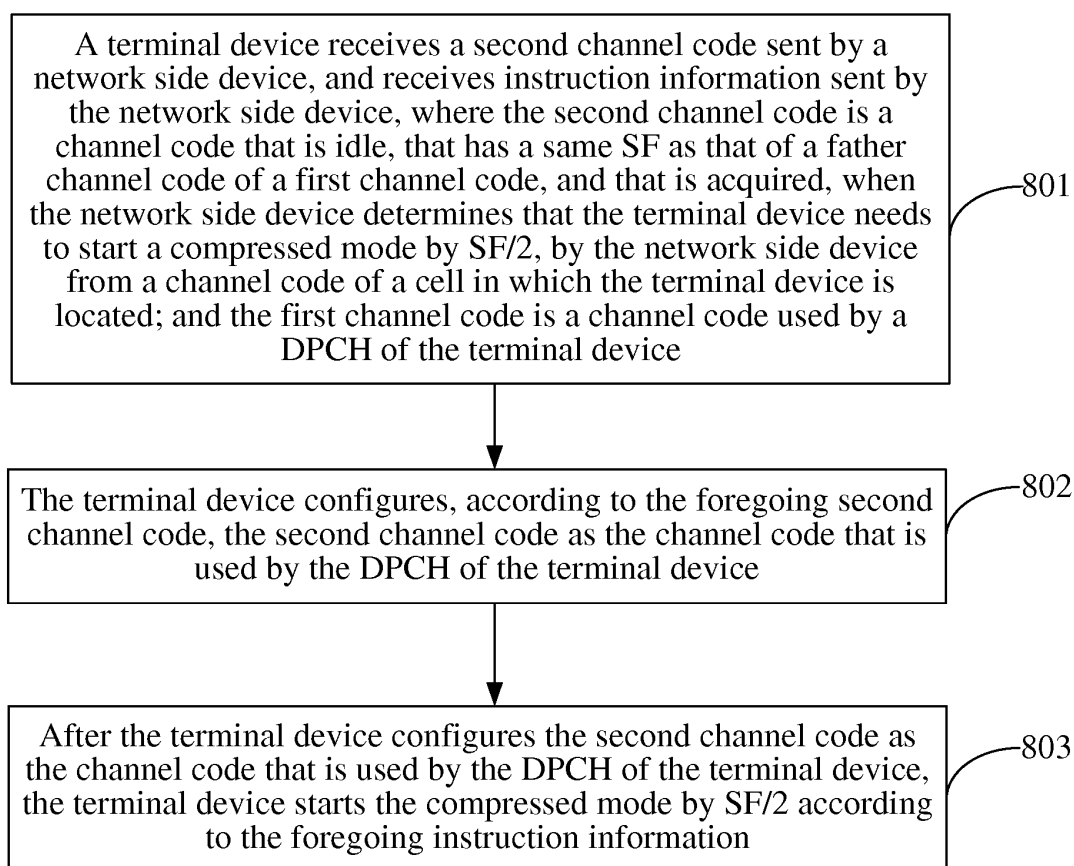 A terminal device receives a second channel code sent by a
network side device, and receives instruction information sent by
the network side device, where the second channel code is a
channel code that is idle, that has a same SF as that of a father
channel code of a first channel code, and that is acquired, when
the network side device determines that the terminal device needs
to start a compressed mode by SF/2, by the network side device
from a channel code of a cell in which the terminal device is
located; and the first channel code is a channel code used by a
DPCH of the terminal device
801
The terminal device configures, according to the foregoing second
channel code, the second channel code as the channel code that is
used by the DPCH of the terminal device
802
After the terminal device configures the second channel code as
the channel code that is used by the DPCH of the terminal device,
the terminal device starts the compressed mode by SF/2 according
to the foregoing instruction information
803